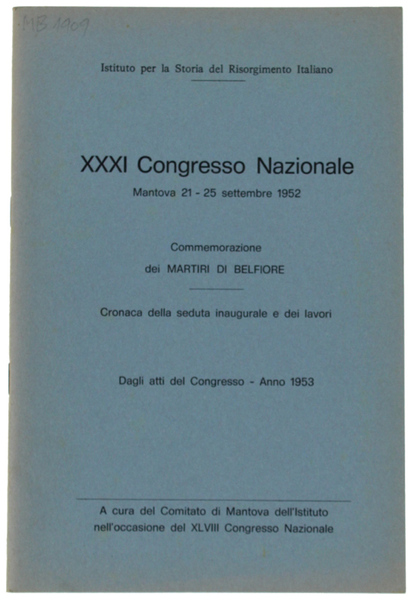 MB 1909
Istituto per la Storia del Risorgimento Italiano
XXXI Congresso Nazionale
Mantova 21 - 25 settembre 1952
Commemorazione
dei MARTIRI DI BELFIORE
Cronaca della seduta inaugurale e dei lavori
Dagli atti del Congresso - Anno 1953
A cura del Comitato di Mantova dell'Istituto
nell'occasione del XLVIII Congresso Nazionale